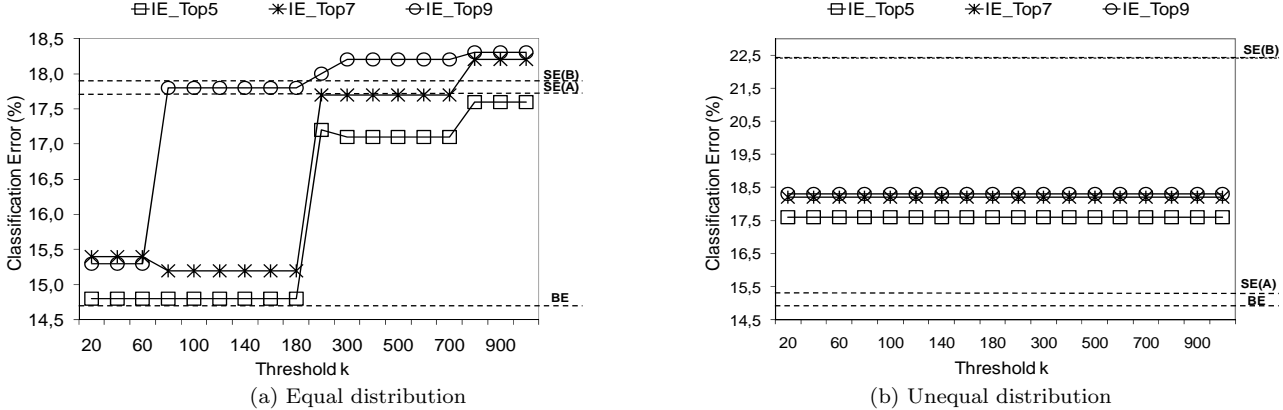 IE_Top5 IE_Top7 IE_Top9
18,5
18,0
17,5
17,0
16,5
16,0
15,5
15,0
14,5
Classification Error (%)
SE(B)
SE(A)
BE
20 60 100 140 180 300 500 700 900
Threshold k
(a) Equal distribution
IE_Top5 IE_Top7 IE_Top9
22,5
21,5
20,5
19,5
18,5
17,5
16,5
15,5
14,5
Classification Error (%)
SE(B)
SE(A)
BE
20 60 100 140 180 300 500 700 900
Threshold k
(b) Unequal distribution